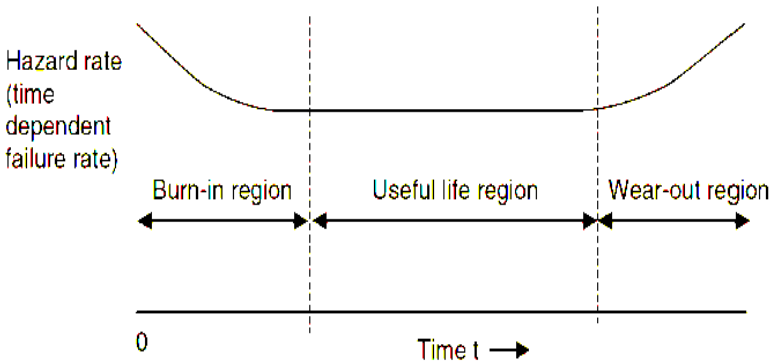 Hazard rate
(time
dependent
failure rate)
Burn-in region
Useful life region
Wear-out region
0
Time t